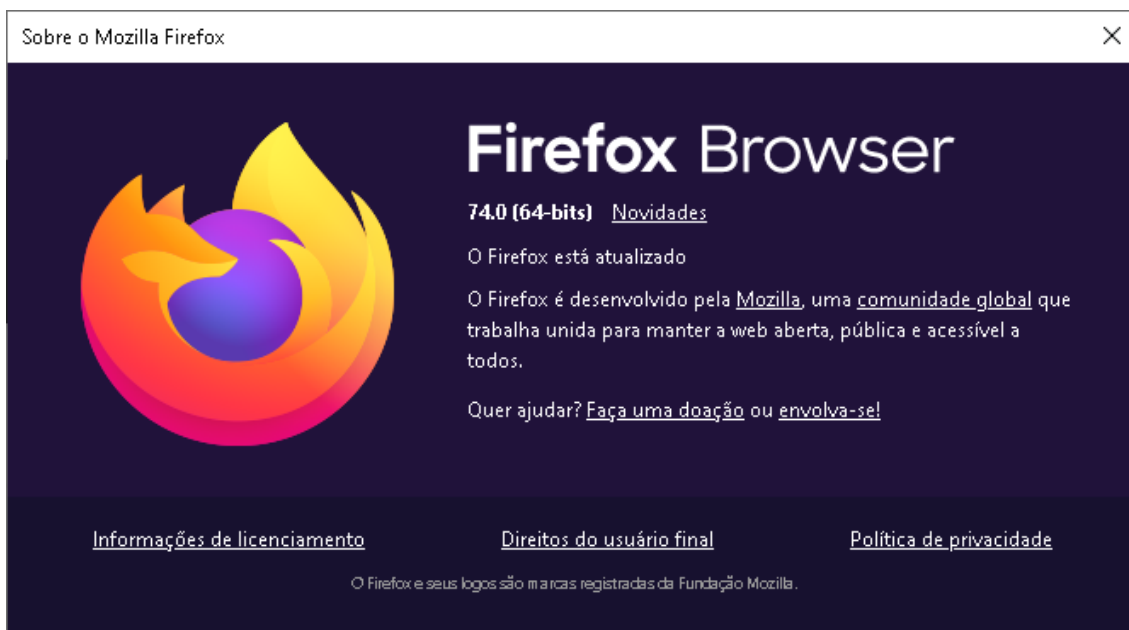 Sobre o Mozilla Firefox
Firefox Browser
74.0 (64-bits) Novidades
O Firefox está atualizado
O Firefox é desenvolvido pela Mozilla, uma comunidade global que
trabalha unida para manter a web aberta, pública e acessível a
todos.
Quer ajudar? Faça uma doação ou envolva-se!
Informações de licenciamento Direitos do usuário final Política de privacidade
O Firefox e seus logos são marcas registradas da Fundação Mozilla.